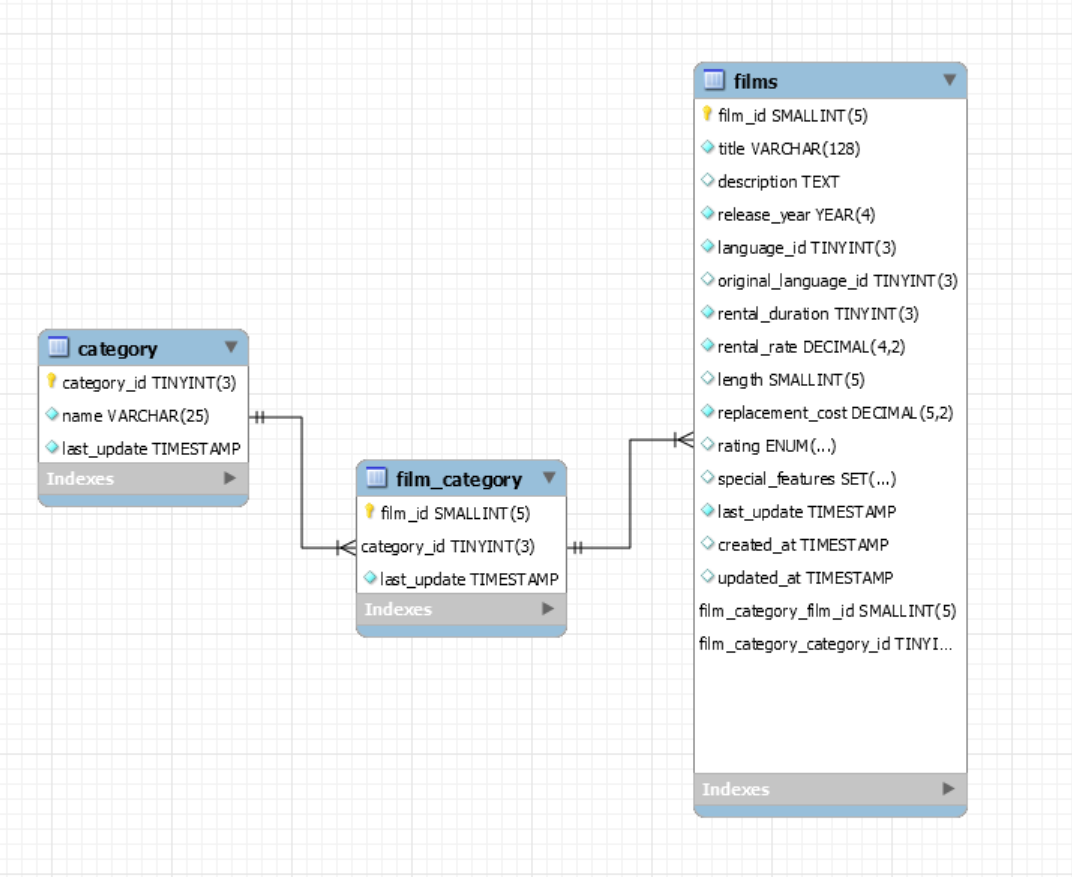 category
category_id TINYINT(3)
name VARCHAR(25)
last_update TIMESTAMP
Indexes
film_category
film_id SMALLINT(5)
category_id TINYINT(3)
last_update TIMESTAMP
Indexes
films
film_id SMALLINT(5)
title VARCHAR(128)
description TEXT
release_year YEAR(4)
language_id TINYINT(3)
original_language_id TINYINT(3)
rental_duration TINYINT(3)
rental_rate DECIMAL(4,2)
length SMALLINT(5)
replacement_cost DECIMAL(5,2)
rating ENUM(...)
special_features SET(...)
last_update TIMESTAMP
created_at TIMESTAMP
updated_at TIMESTAMP
film_category_film_id SMALLINT(5)
film_category_category_id TINYI...
Indexes